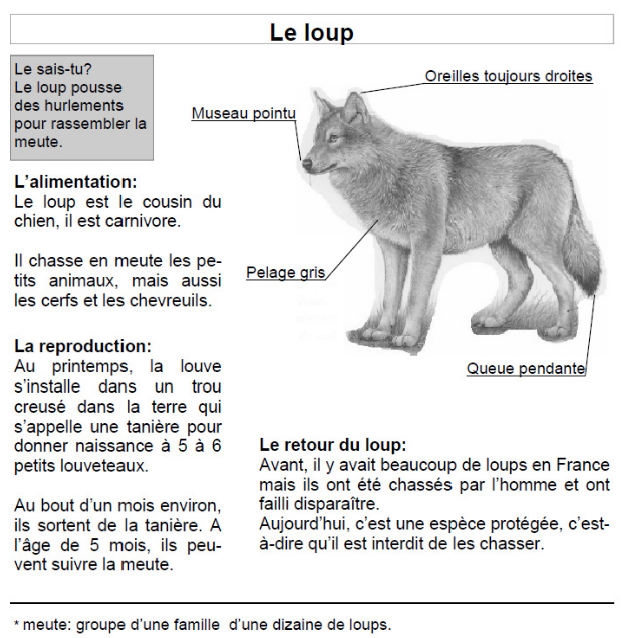 Le loup
Le sais-tu?
Le loup pousse
des hurlements
pour rassembler la
meute.
Oreilles toujours droites
Museau pointu
Pelage gris
Queue pendante
L'alimentation:
Le loup est le cousin du
chien, il est carnivore.
Il chasse en meute les pe-
tits animaux, mais aussi
les cerfs et les chevreuils.
La reproduction:
Au printemps, la louve
s'installe dans un trou
creusé dans la terre qui
s'appelle une tanière pour
donner naissance à 5 à 6
petits louveteaux.
Au bout d'un mois environ,
ils sortent de la tanière. A
l'âge de 5 mois, ils peu-
vent suivre la meute.
Le retour du loup:
Avant, il y avait beaucoup de loups en France
mais ils ont été chassés par l'homme et ont
failli disparaître.
Aujourd'hui, c'est une espèce protégée, c'est-
à-dire qu'il est interdit de les chasser.
* meute: groupe d'une famille d'une dizaine de loups.